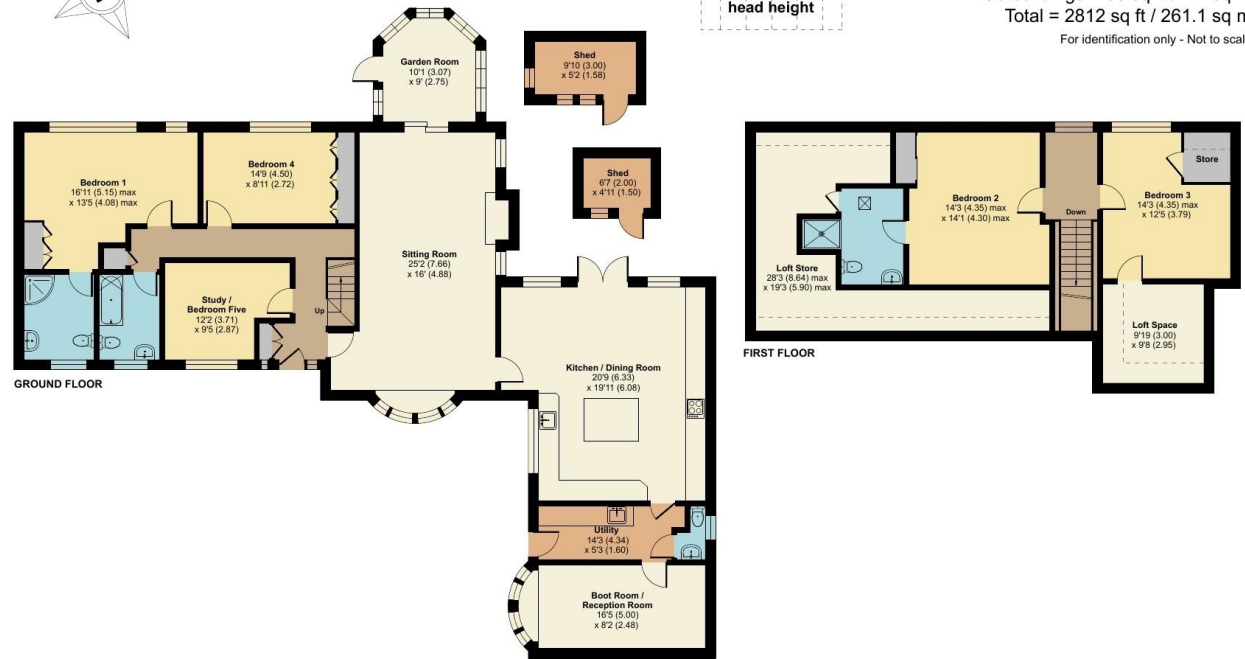 head height
Total = 2812 sq ft / 261.1 sq m
For identification only - Not to scal
Garden Room
10'1 (3.07)
x 9' (2.75)
Shed
9'10 (3.00)
x 5'2 (1.58)
Shed
6'7 (2.00)
x 4'11 (1.50)
Bedroom 1
16'11 (5.15) max
x 13'5 (4.08) max
Bedroom 4
14'9 (4.50)
x 8'11 (2.72)
Sitting Room
25'2 (7.66)
x 16' (4.88)
Study /
Bedroom Five
12'2 (3.71)
x 9'5 (2.87)
Up
Kitchen / Dining Room
20'9 (6.33)
x 19'11 (6.08)
Utility
14'3 (4.34)
x 5'3 (1.60)
Boot Room /
Reception Room
16'5 (5.00)
x 8'2 (2.48)
GROUND FLOOR
Bedroom 2
14'3 (4.35) max
x 14'1 (4.30) max
Down
Store
Bedroom 3
14'3 (4.35) max
x 12'5 (3.79)
Loft Store
28'3 (8.64) max
x 19'3 (5.90) max
Loft Space
9'19 (3.00)
x 9'8 (2.95)
FIRST FLOOR